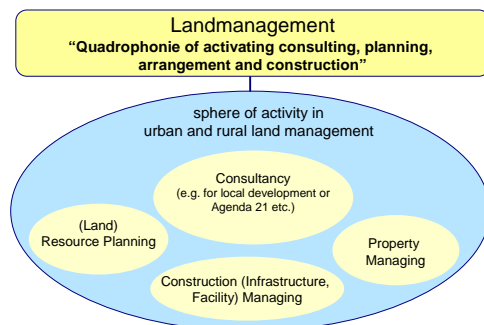 Landmanagement
“Quadrophonie of activating consulting, planning,
arrangement and construction”
sphere of activity in
urban and rural land management
Consultancy
(e.g. for local development or
Agenda 21 etc.)
(Land)
Resource Planning
Property
Managing
Construction (Infrastructure,
Facility) Managing